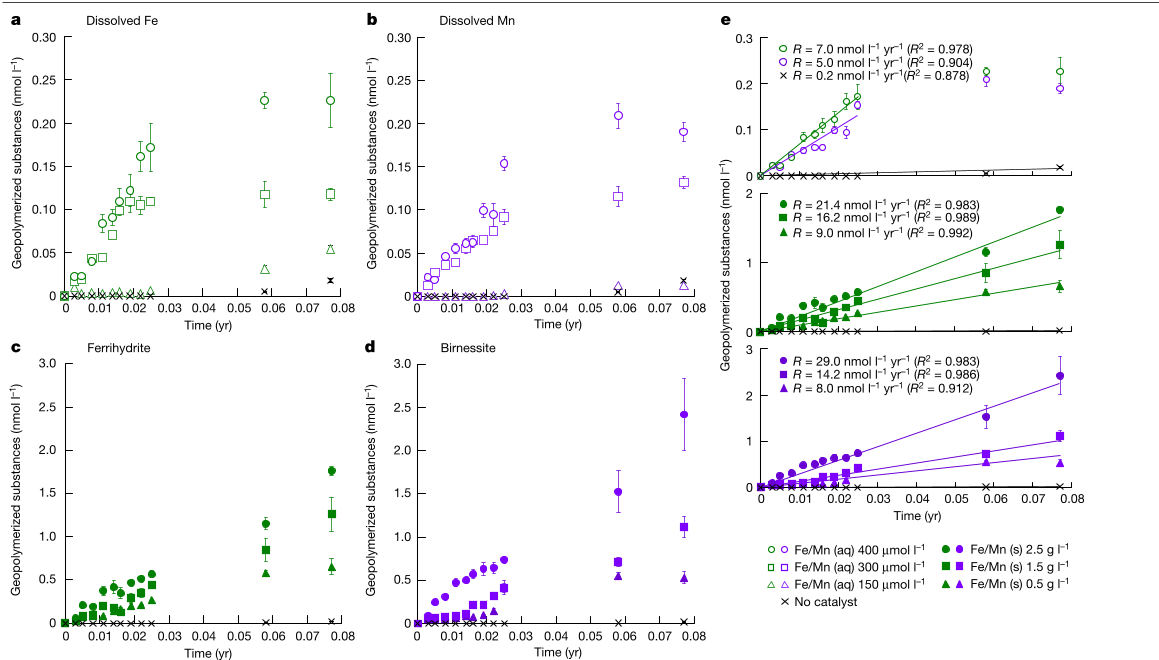 a Dissolved Fe
Geopolymerized substances (nmol l⁻¹)
0.30
0.25
0.20
0.15
0.10
0.05
0
0 0.01 0.02 0.03 0.04 0.05 0.06 0.07 0.08
Time (yr)
b Dissolved Mn
Geopolymerized substances (nmol l⁻¹)
0.30
0.25
0.20
0.15
0.10
0.05
0
0 0.01 0.02 0.03 0.04 0.05 0.06 0.07 0.08
Time (yr)
c Ferrihydrite
Geopolymerized substances (nmol l⁻¹)
3.0
2.5
2.0
1.5
1.0
0.5
0
0 0.01 0.02 0.03 0.04 0.05 0.06 0.07 0.08
Time (yr)
d Birnessite
Geopolymerized substances (nmol l⁻¹)
3.0
2.5
2.0
1.5
1.0
0.5
0
0 0.01 0.02 0.03 0.04 0.05 0.06 0.07 0.08
Time (yr)
e
Geopolymerized substances (nmol l⁻¹)
0.3
0.2
0.1
0
R = 7.0 nmol l⁻¹ yr⁻¹ (R² = 0.978)
R = 5.0 nmol l⁻¹ yr⁻¹ (R² = 0.904)
R = 0.2 nmol l⁻¹ yr⁻¹(R² = 0.878)
2
1
0
R = 21.4 nmol l⁻¹ yr⁻¹ (R² = 0.983)
R = 16.2 nmol l⁻¹ yr⁻¹ (R² = 0.989)
R = 9.0 nmol l⁻¹ yr⁻¹ (R² = 0.992)
3
2
1
0
R = 29.0 nmol l⁻¹ yr⁻¹ (R² = 0.983)
R = 14.2 nmol l⁻¹ yr⁻¹ (R² = 0.986)
R = 8.0 nmol l⁻¹ yr⁻¹ (R² = 0.912)
0 0.01 0.02 0.03 0.04 0.05 0.06 0.07 0.08
Time (yr)
Fe/Mn (aq) 400 μmol l⁻¹
Fe/Mn (aq) 300 μmol l⁻¹
Fe/Mn (aq) 150 μmol l⁻¹
No catalyst
Fe/Mn (s) 2.5 g l⁻¹
Fe/Mn (s) 1.5 g l⁻¹
Fe/Mn (s) 0.5 g l⁻¹